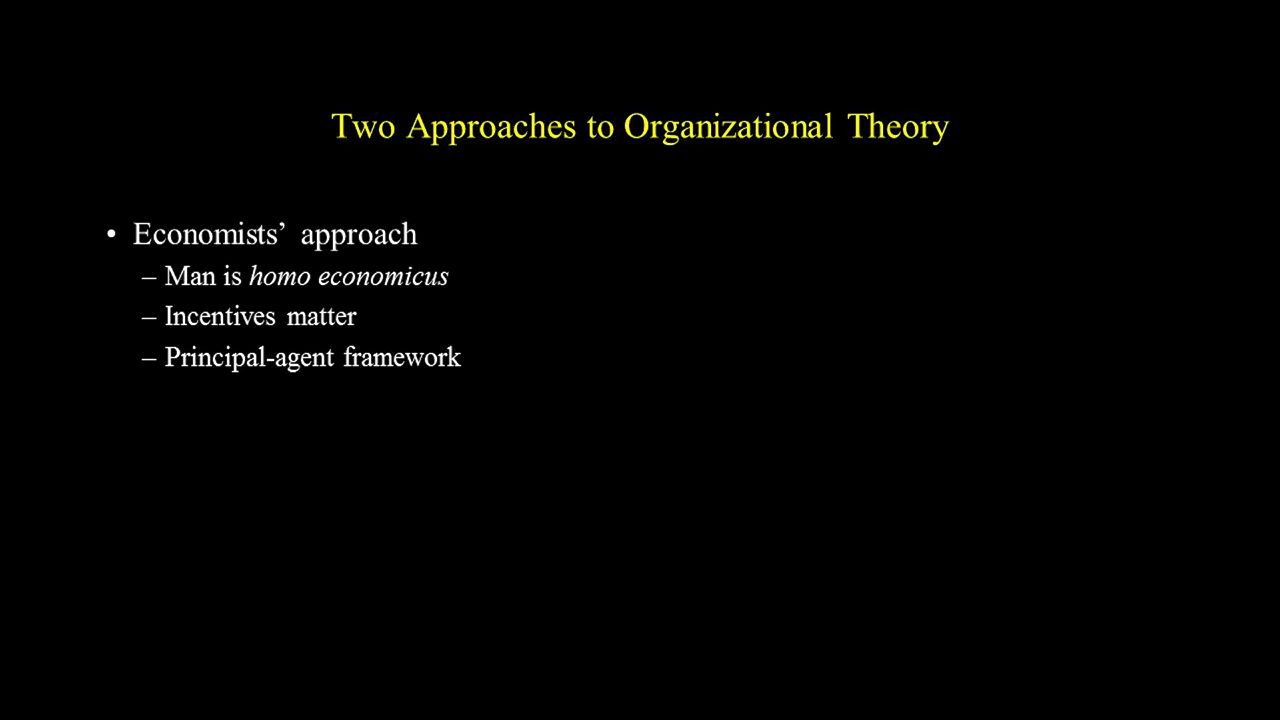 Two Approaches to Organizational Theory
• Economists’ approach
– Man is homo economicus
– Incentives matter
– Principal-agent framework